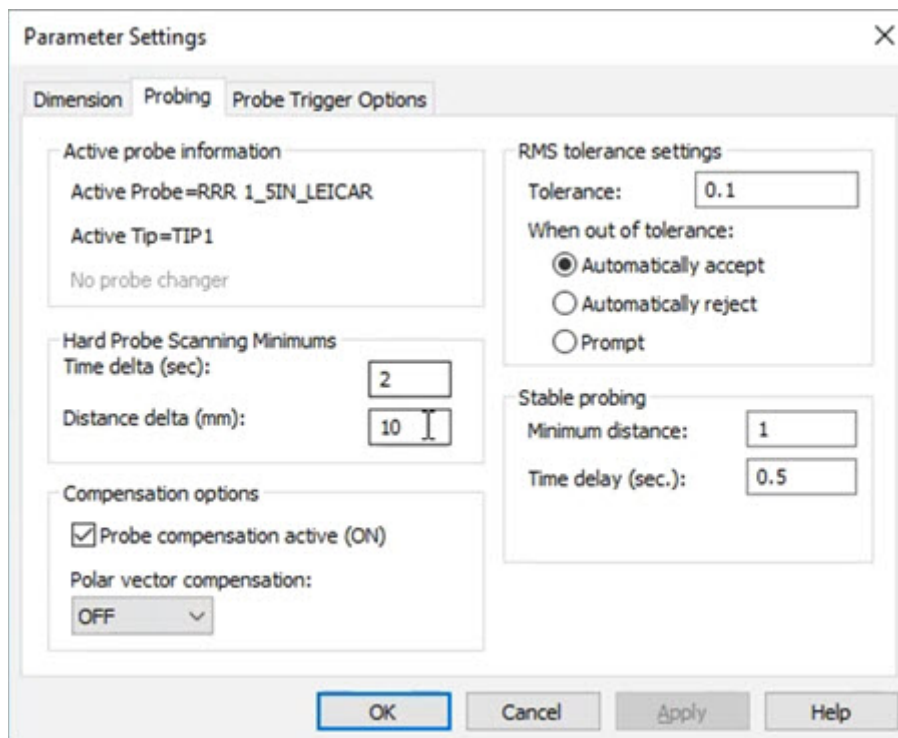 Parameter Settings
Dimension
Probing
Probe Trigger Options
Active probe information
Active Probe=RRR 1_5IN_LEICAR
Active Tip=TIP1
No probe changer
Hard Probe Scanning Minimums
Time delta (sec): 2
Distance delta (mm): 10
Compensation options
Probe compensation active (ON)
Polar vector compensation:
OFF
RMS tolerance settings
Tolerance: 0.1
When out of tolerance:
Automatically accept
Automatically reject
Prompt
Stable probing
Minimum distance: 1
Time delay (sec.): 0.5
OK
Cancel
Apply
Help